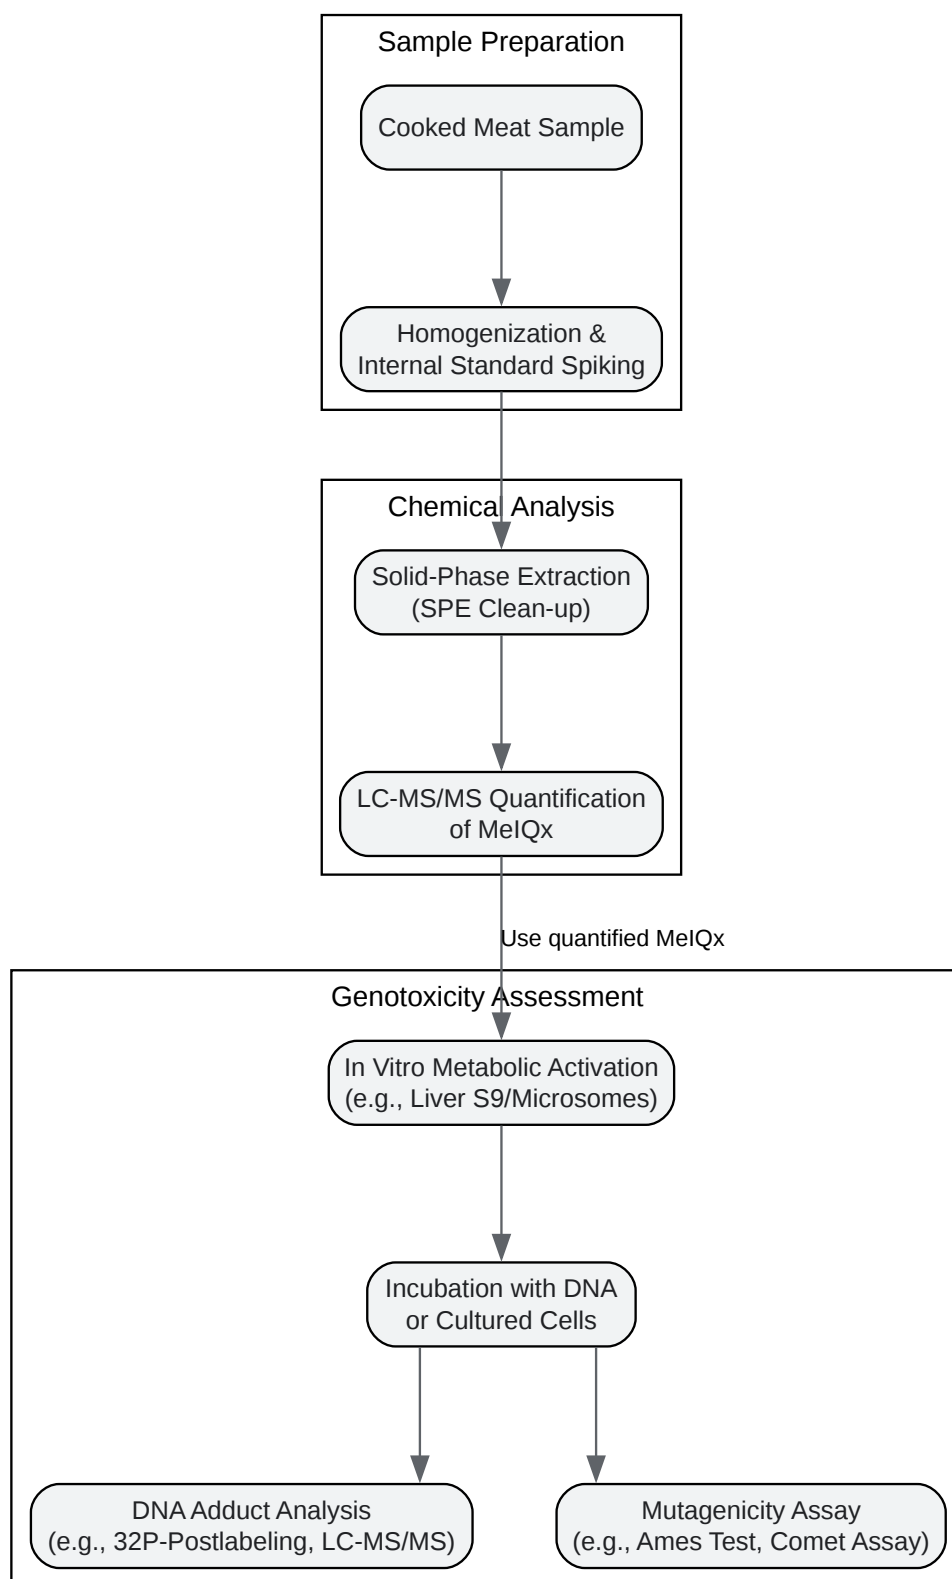 Sample Preparation
Cooked Meat Sample
Homogenization &
Internal Standard Spiking
Chemical Analysis
Solid-Phase Extraction
(SPE Clean-up)
LC-MS/MS Quantification
of MeIQx
Use quantified MeIQx
Genotoxicity Assessment
In Vitro Metabolic Activation
(e.g., Liver S9/Microsomes)
Incubation with DNA
or Cultured Cells
DNA Adduct Analysis
(e.g., 32P-Postlabeling, LC-MS/MS)
Mutagenicity Assay
(e.g., Ames Test, Comet Assay)